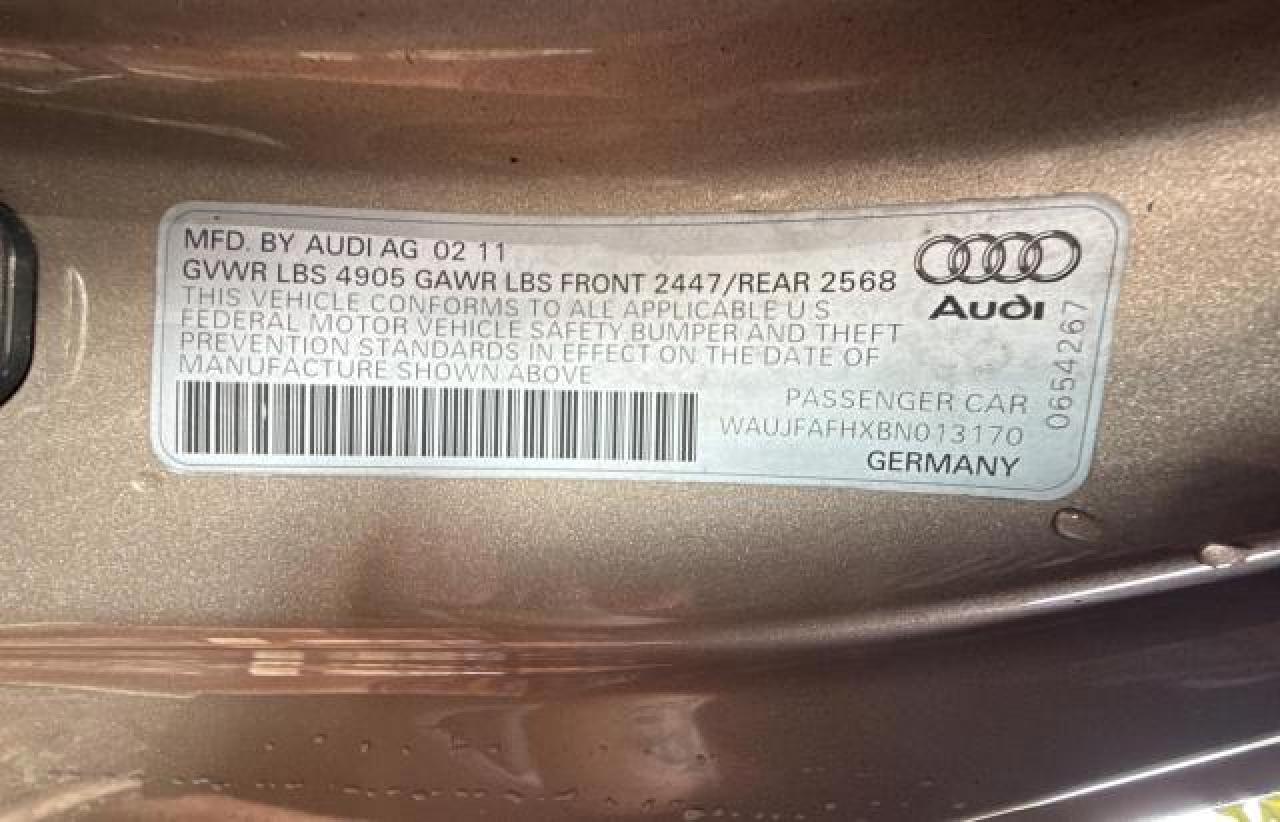 MFD. BY AUDI AG 02 11
GVWR LBS 4905 GAWR LBS FRONT 2447/REAR 2568
THIS VEHICLE CONFORMS TO ALL APPLICABLE U S
FEDERAL MOTOR VEHICLE SAFETY BUMPER AND THEFT
PREVENTION STANDARDS IN EFFECT ON THE DATE OF
MANUFACTURE SHOWN ABOVE
PASSENGER CAR
WAUJFAFHXBN013170
GERMANY
Audi
0654267